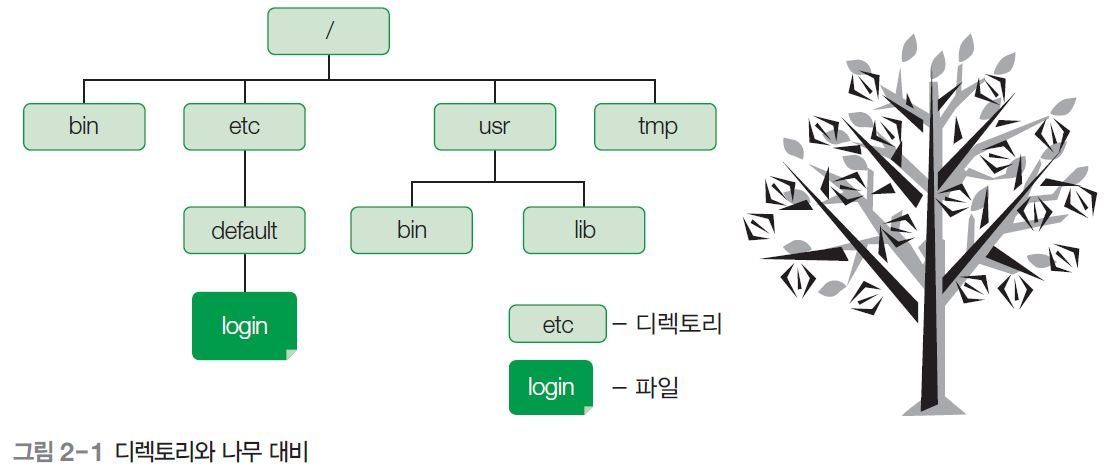 /
bin etc usr tmp
default bin lib
login
etc – 디렉토리
login – 파일
그림 2-1 디렉토리와 나무 대비